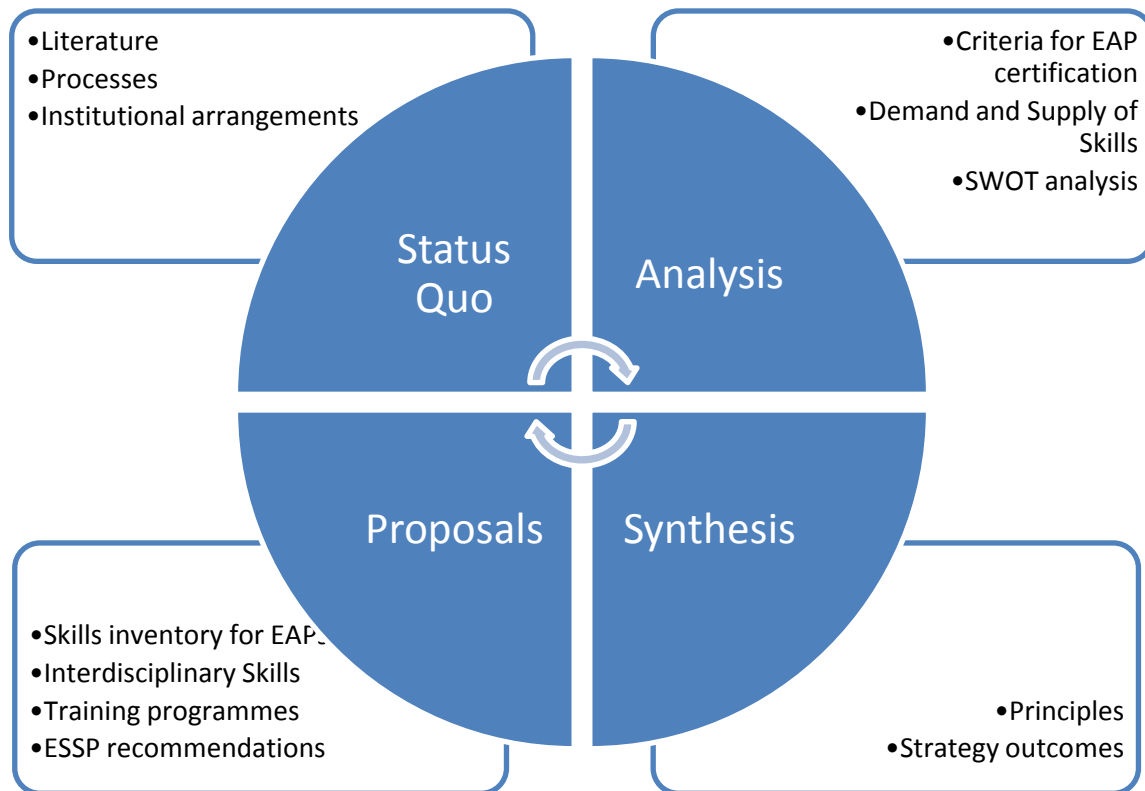 •Literature
•Processes
•Institutional arrangements
•Criteria for EAP
certification
•Demand and Supply of
Skills
•SWOT analysis
Status
Quo
Analysis
Proposals
Synthesis
•Skills inventory for EAPs
•Interdisciplinary Skills
•Training programmes
•ESSP recommendations
•Principles
•Strategy outcomes